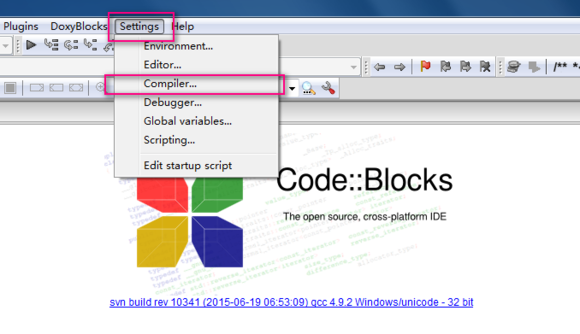 Plugins DoxyBlocks Settings Help
Environment...
Editor...
Compiler...
Debugger...
Global variables...
Scripting...
Edit startup script
/**
Code::Blocks
The open source, cross-platform IDE
svn build rev 10341 (2015-06-19 06:53:09) gcc 4.9.2 Windows/unicode - 32 bit